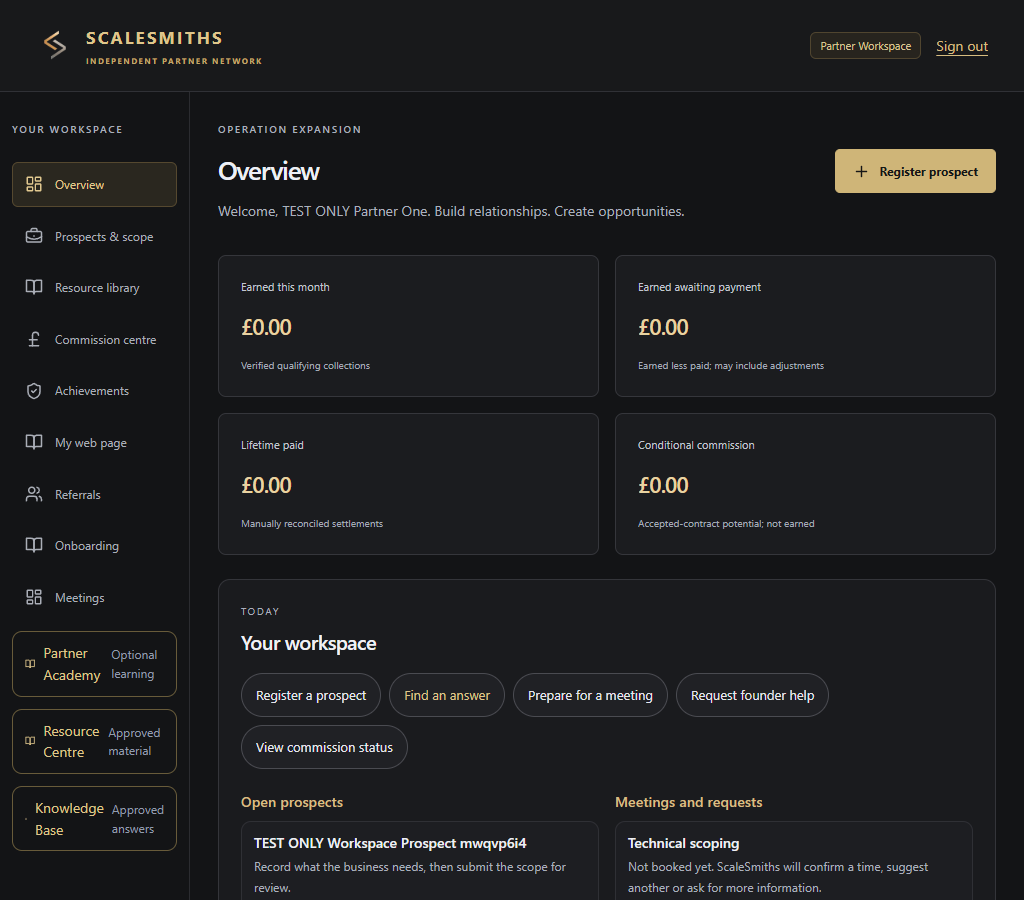 SCALESMITHS
INDEPENDENT PARTNER NETWORK
Partner Workspace
Sign out
YOUR WORKSPACE
Overview
Prospects & scope
Resource library
Commission centre
Achievements
My web page
Referrals
Onboarding
Meetings
Partner Academy
Optional learning
Resource Centre
Approved material
Knowledge Base
Approved answers
OPERATION EXPANSION
Overview
Register prospect
Welcome, TEST ONLY Partner One. Build relationships. Create opportunities.
Earned this month
£0.00
Verified qualifying collections
Earned awaiting payment
£0.00
Earned less paid; may include adjustments
Lifetime paid
£0.00
Manually reconciled settlements
Conditional commission
£0.00
Accepted-contract potential; not earned
TODAY
Your workspace
Register a prospect
Find an answer
Prepare for a meeting
Request founder help
View commission status
Open prospects
TEST ONLY Workspace Prospect mwqvp6i4
Record what the business needs, then submit the scope for
review.
Meetings and requests
Technical scoping
Not booked yet. ScaleSmiths will confirm a time, suggest
another or ask for more information.